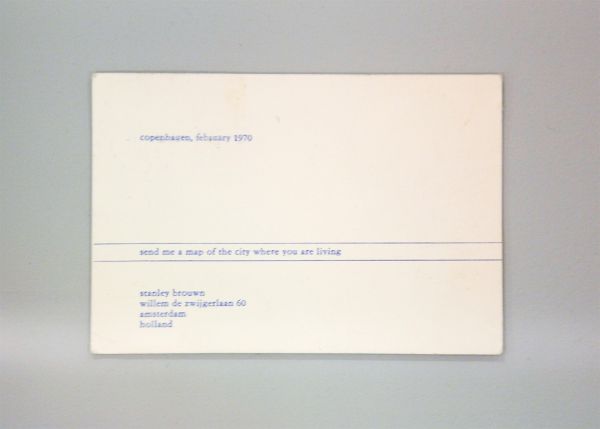 copenhagen, february 1970
send me a map of the city where you are living
stanley brouwn
willem de zwijgerlaan 60
amsterdam
holland